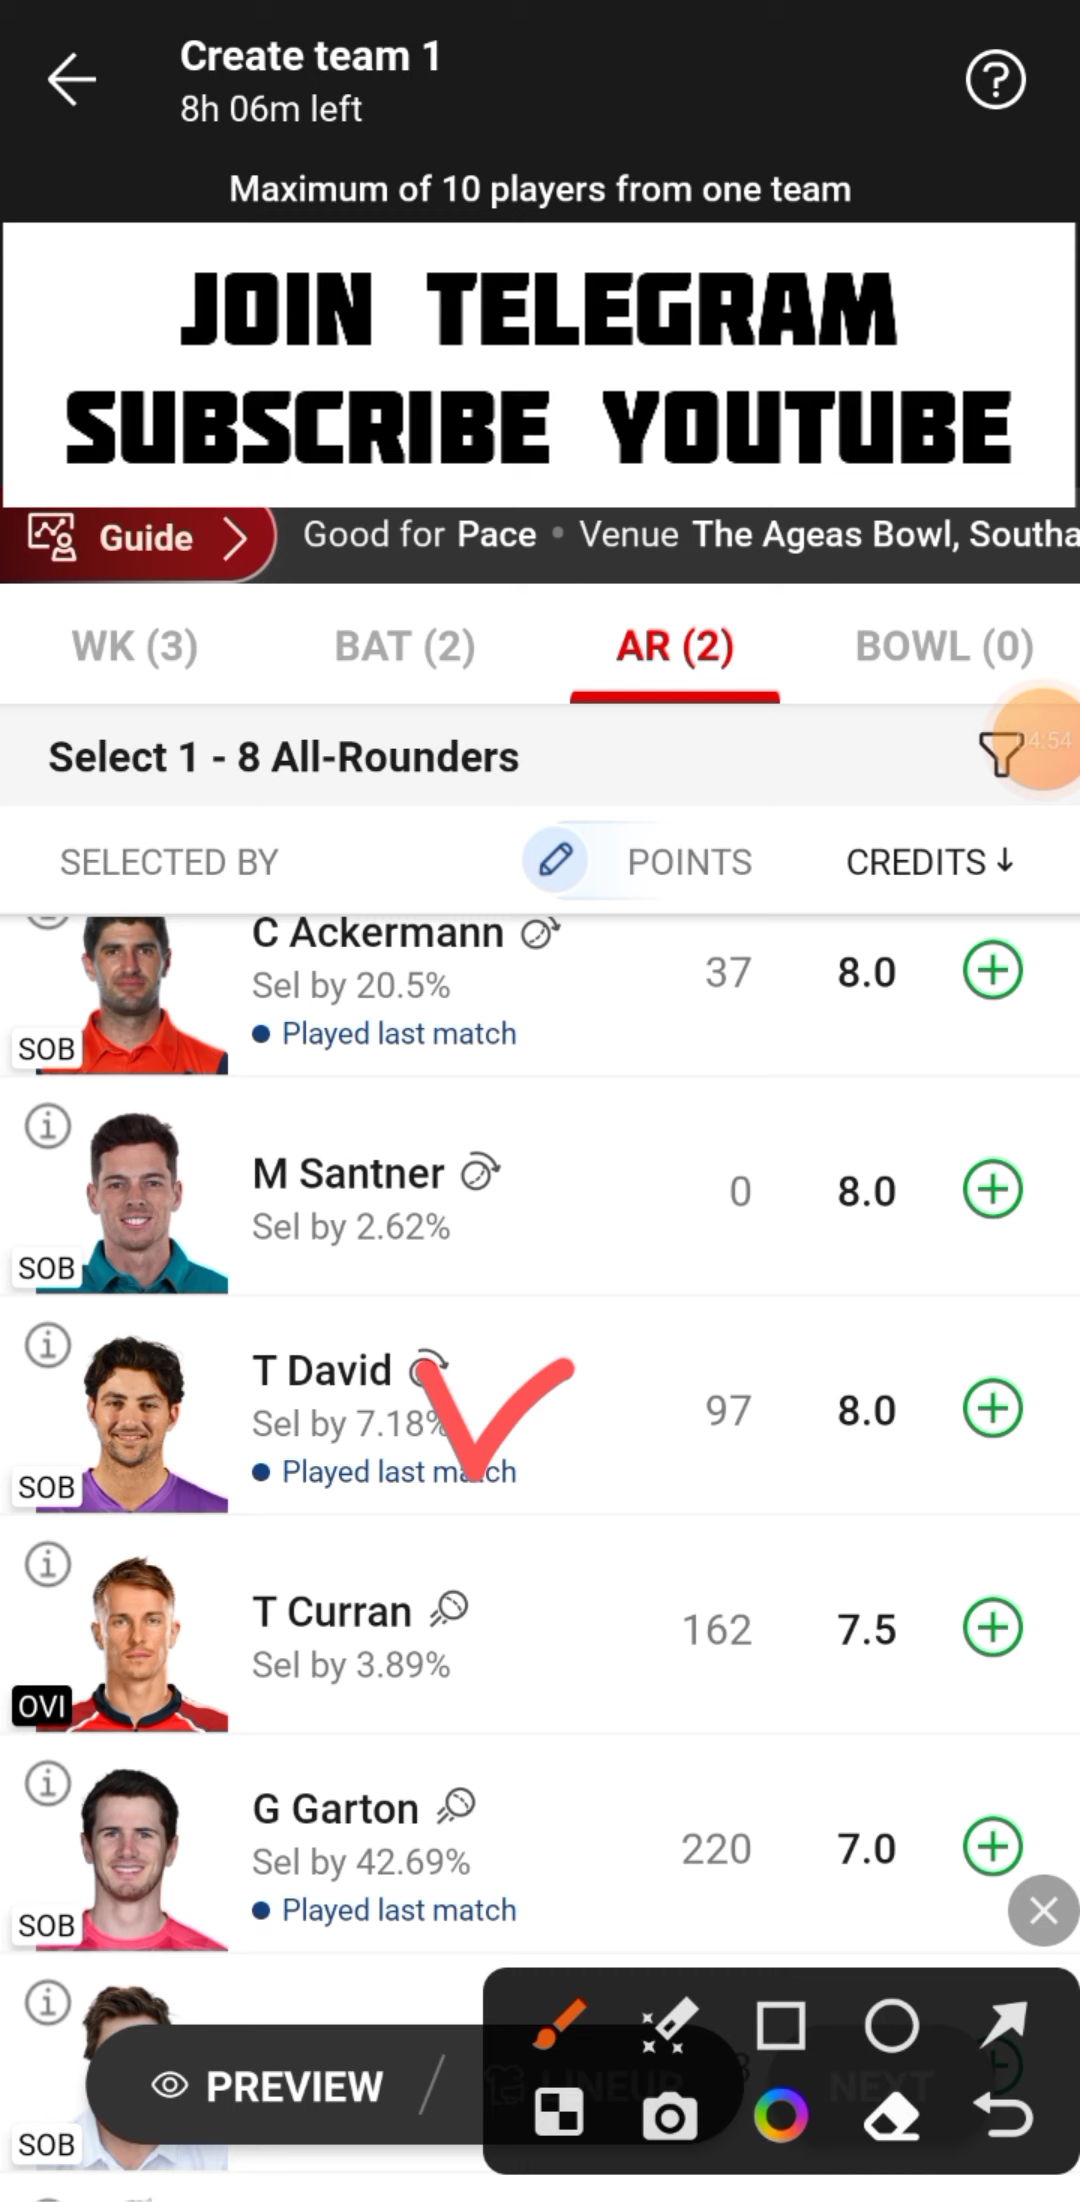 Create team 1
8h 06m left
Maximum of 10 players from one team
JOIN TELEGRAM
SUBSCRIBE YOUTUBE
Guide
Good for Pace • Venue The Ageas Bowl, Southa
WK (3) BAT (2) AR (2) BOWL (0)
Select 1 - 8 All-Rounders
04:54
SELECTED BY POINTS CREDITS ↓
C Ackermann
Sel by 20.5% 37 8.0
SOB • Played last match
M Santner
Sel by 2.62% 0 8.0
SOB
T David
Sel by 7.18% 97 8.0
SOB • Played last match
T Curran
Sel by 3.89% 162 7.5
OVI
G Garton
Sel by 42.69% 220 7.0
SOB • Played last match
PREVIEW / LINEUP NEXT
SOB